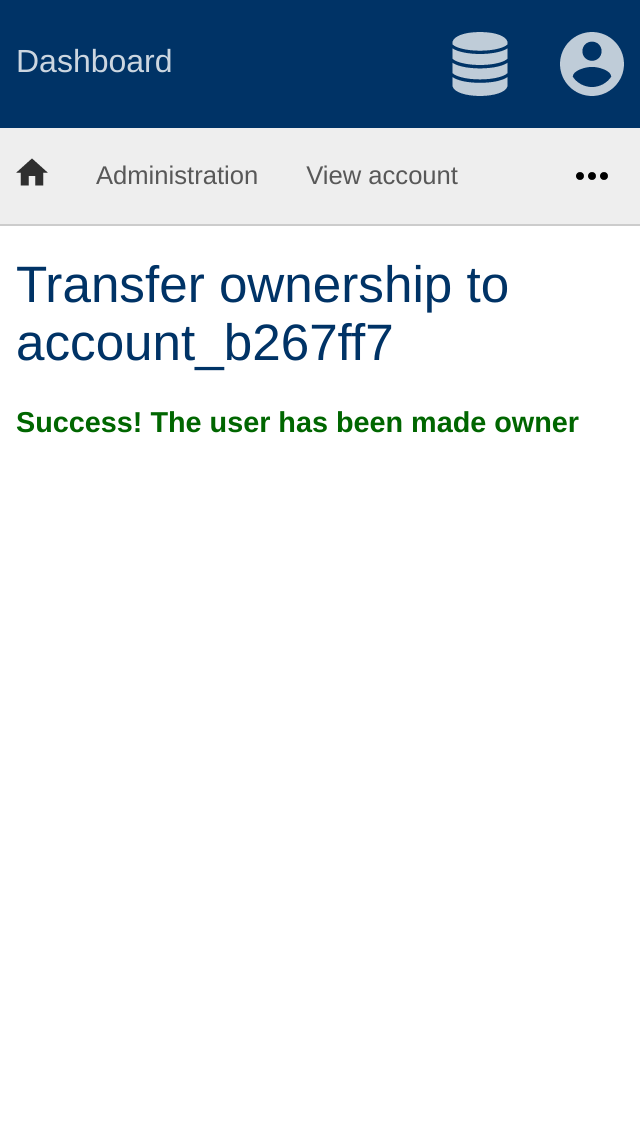 Dashboard
Administration View account
Transfer ownership to
account_b267ff7
Success! The user has been made owner